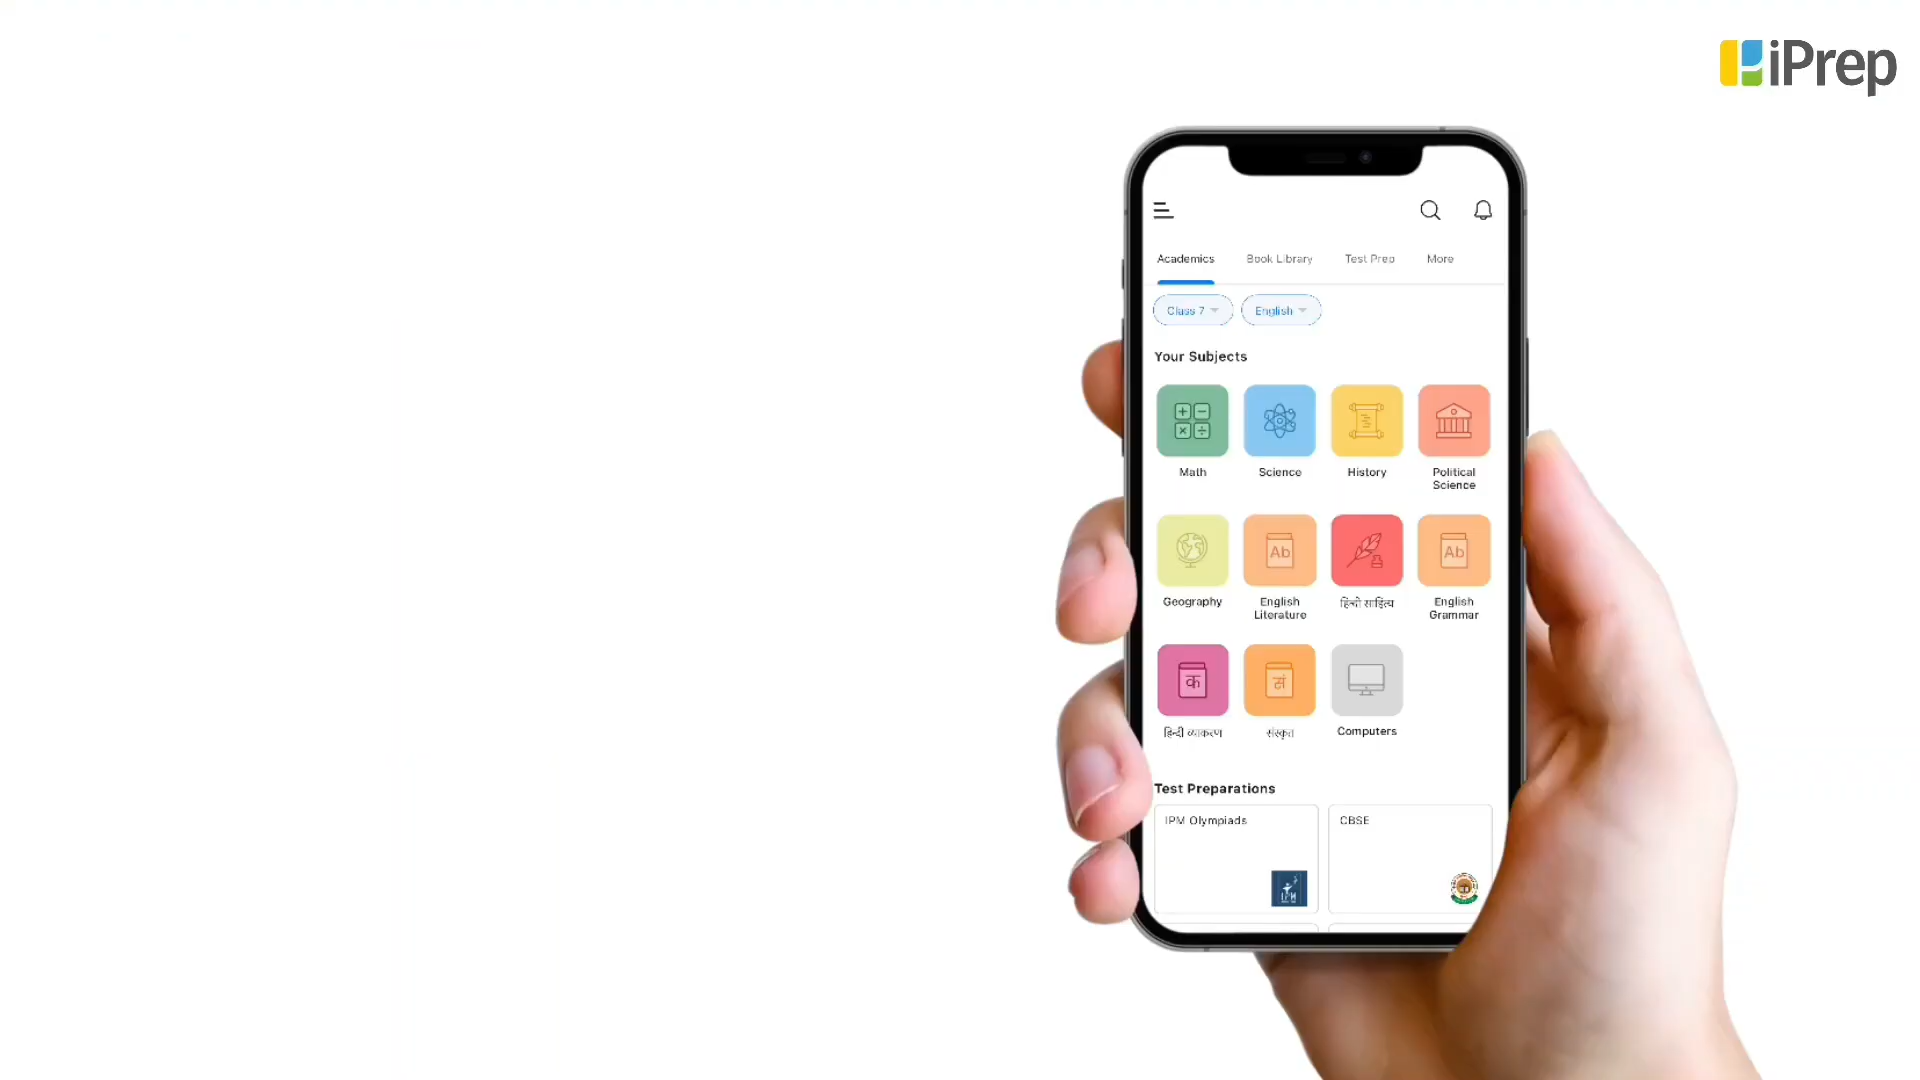 iPrep
Academics Book Library Test Prep More
Class 7 English
Your Subjects
Math Science History Political Science
Geography English Literature हिन्दी साहित्य English Grammar
Ab Ab
क सं
हिन्दी व्याकरण संस्कृत Computers
Test Preparations
IPM Olympiads CBSE
IPM